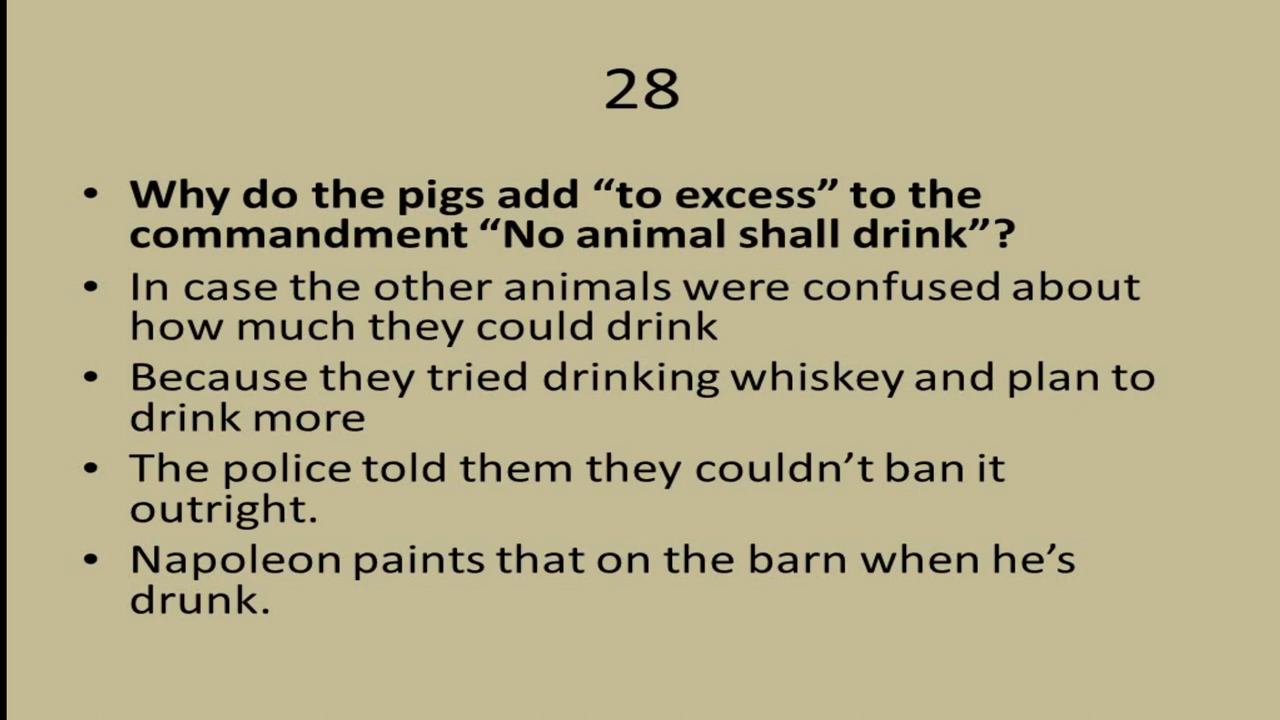 28
• Why do the pigs add “to excess” to the
commandment “No animal shall drink”?
• In case the other animals were confused about
how much they could drink
• Because they tried drinking whiskey and plan to
drink more
• The police told them they couldn’t ban it
outright.
• Napoleon paints that on the barn when he’s
drunk.